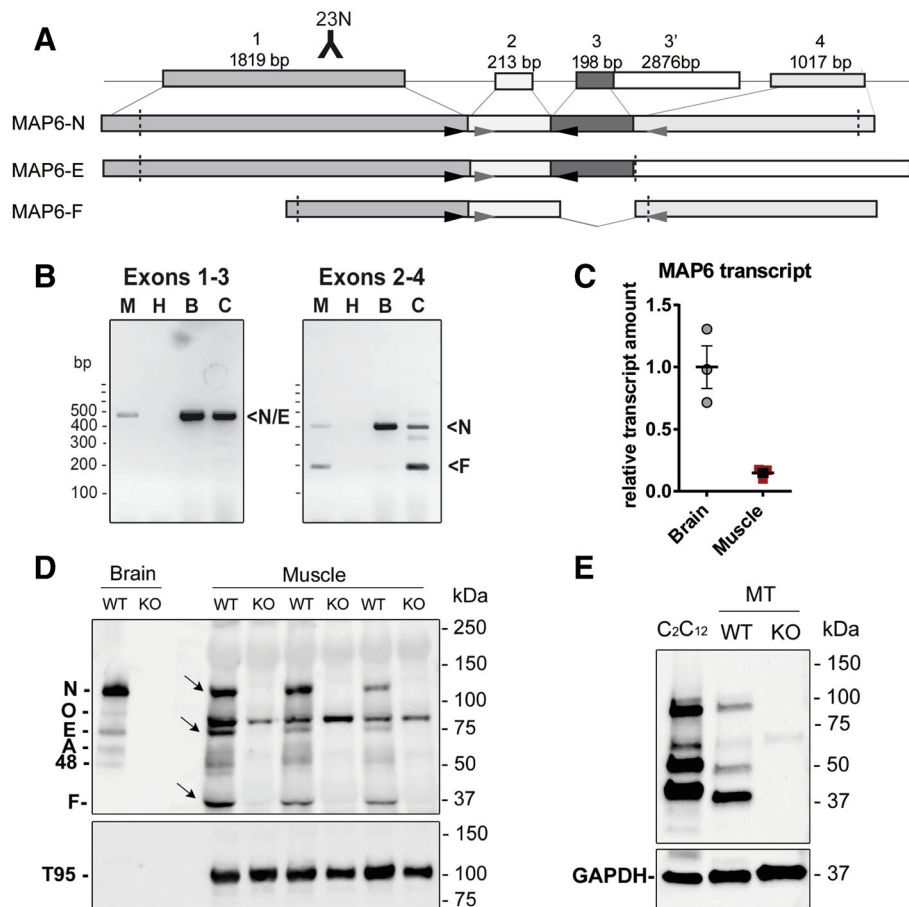 A
23N
1
1819 bp
2
213 bp
3
198 bp
3'
2876bp
4
1017 bp
MAP6-N
MAP6-E
MAP6-F
B
Exons 1-3
M H B C
bp
500
400
300
200
100
<N/E
Exons 2-4
M H B C
<N
<F
C
MAP6 transcript
relative transcript amount
1.5
1.0
0.5
0.0
Brain
Muscle
D
Brain
Muscle
WT KO WT KO WT KO WT KO
kDa
- 250
- 150
- 100
- 75
- 50
- 37
N -
O -
E -
A -
48 -
F -
T95 -
- 150
- 100
- 75
E
MT
C₂C₁₂ WT KO
kDa
- 150
- 100
- 75
- 50
- 37
GAPDH-
- 37